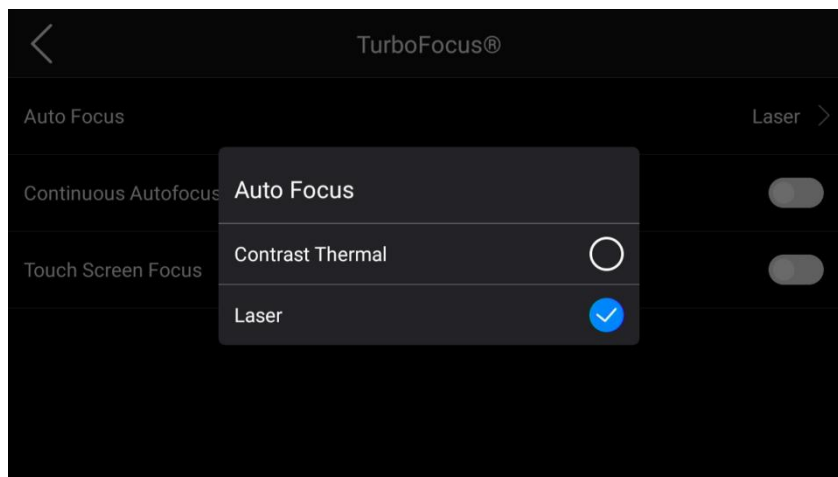 TurboFocus®
Auto Focus
Laser
Continuous Autofocus
Touch Screen Focus
Auto Focus
Contrast Thermal
Laser